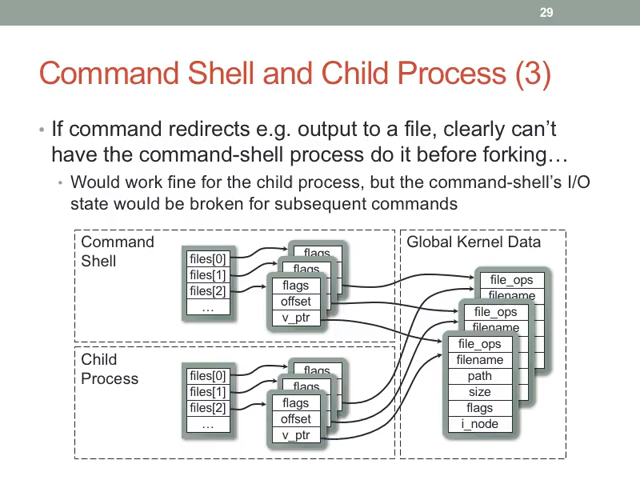 29
Command Shell and Child Process (3)
• If command redirects e.g. output to a file, clearly can't
have the command-shell process do it before forking…
• Would work fine for the child process, but the command-shell's I/O
state would be broken for subsequent commands
Command
Shell
files[0]
files[1]
files[2]
…
flags
flags
flags
offset
v_ptr
Global Kernel Data
file_ops
filename
file_ops
filename
file_ops
filename
path
size
flags
i_node
Child
Process
files[0]
files[1]
files[2]
…
flags
flags
flags
offset
v_ptr